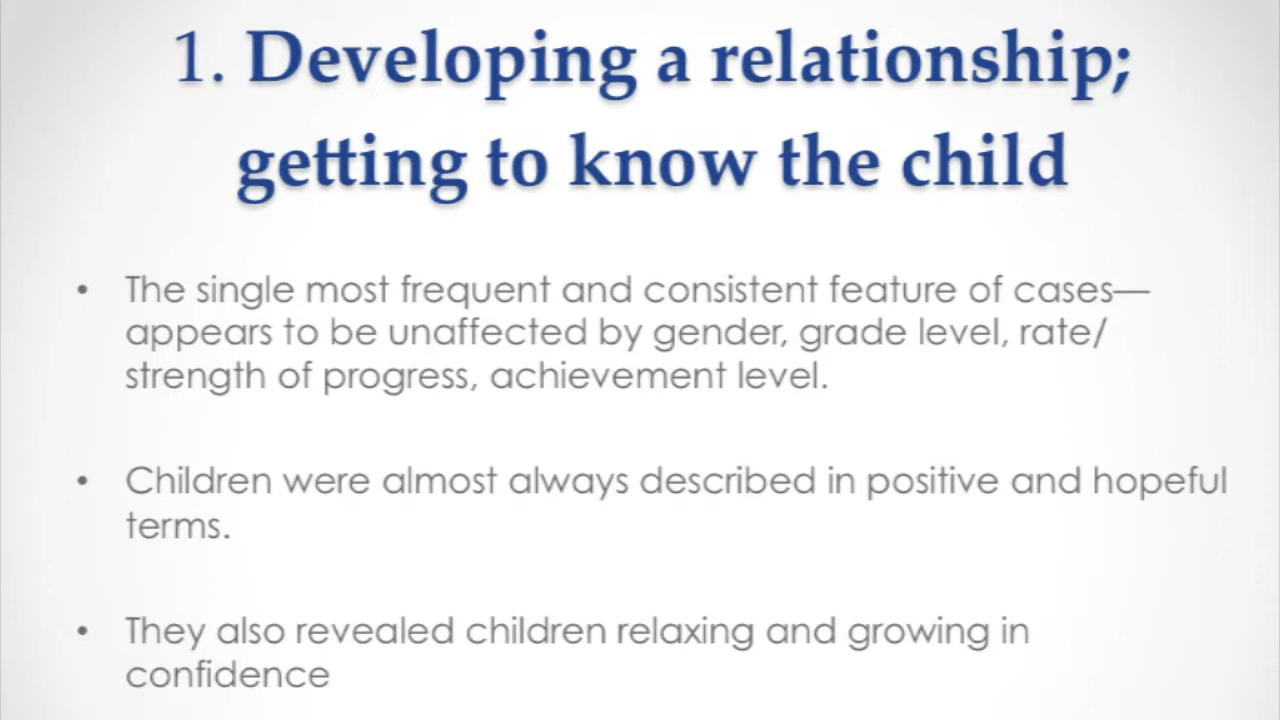 1. Developing a relationship;
getting to know the child
• The single most frequent and consistent feature of cases—
appears to be unaffected by gender, grade level, rate/
strength of progress, achievement level.
• Children were almost always described in positive and hopeful
terms.
• They also revealed children relaxing and growing in
confidence